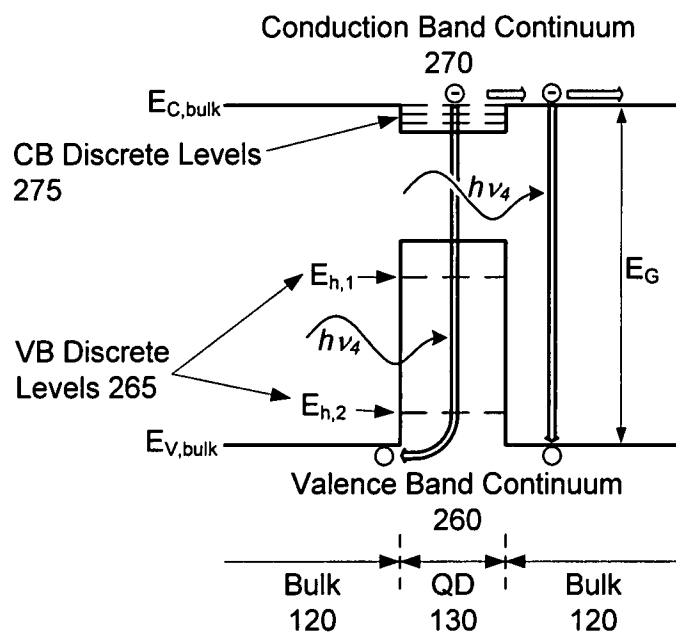 Conduction Band Continuum
270
E_C,bulk
CB Discrete Levels
275
hν4
E_G
E_h,1
VB Discrete
Levels 265
hν4
E_h,2
E_V,bulk
Valence Band Continuum
260
Bulk
120
QD
130
Bulk
120